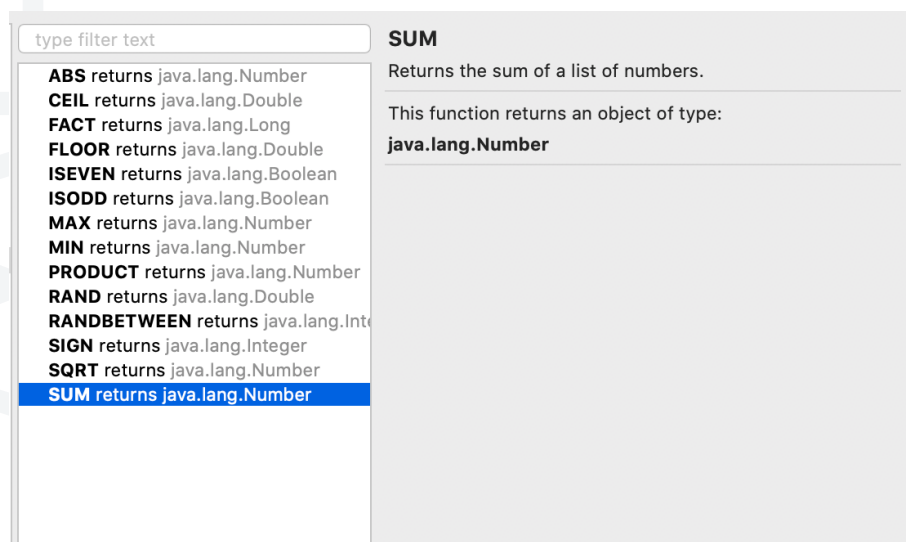 type filter text
ABS returns java.lang.Number
CEIL returns java.lang.Double
FACT returns java.lang.Long
FLOOR returns java.lang.Double
ISEVEN returns java.lang.Boolean
ISODD returns java.lang.Boolean
MAX returns java.lang.Number
MIN returns java.lang.Number
PRODUCT returns java.lang.Number
RAND returns java.lang.Double
RANDBETWEEN returns java.lang.Inte
SIGN returns java.lang.Integer
SQRT returns java.lang.Number
SUM returns java.lang.Number
SUM
Returns the sum of a list of numbers.
This function returns an object of type:
java.lang.Number